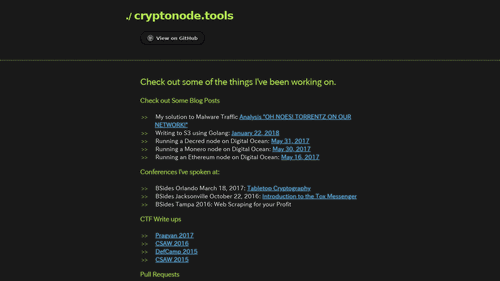 ./ cryptonode.tools
View on GitHub
Check out some of the things I've been working on.
Check out Some Blog Posts
>> My solution to Malware Traffic Analysis "OH NOES! TORRENTZ ON OUR
NETWORK!"
>> Writing to S3 using Golang: January 22, 2018
>> Running a Decred node on Digital Ocean: May 31, 2017
>> Running a Monero node on Digital Ocean: May 30, 2017
>> Running an Ethereum node on Digital Ocean: May 16, 2017
Conferences I've spoken at:
>> BSides Orlando March 18, 2017: Tabletop Cryptography
>> BSides Jacksonville October 22, 2016: Introduction to the Tox Messenger
>> BSides Tampa 2016: Web Scraping for your Profit
CTF Write ups
>> Pragyan 2017
>> CSAW 2016
>> DefCamp 2015
>> CSAW 2015
Pull Requests